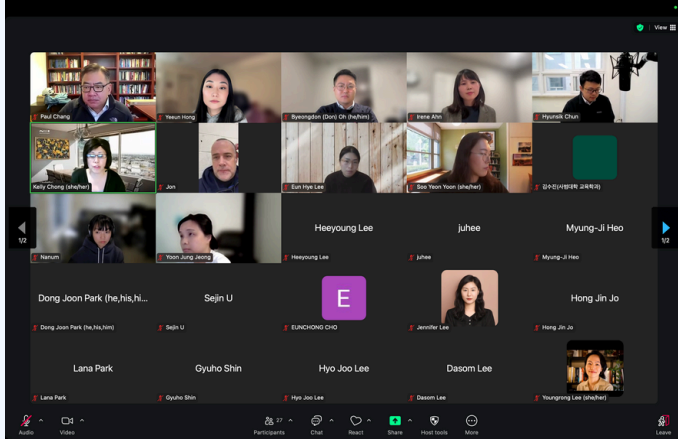 View
Paul Chang
Yaeun Hong
Byeongdon (Don) Oh (he/him)
Irene Ahn
Hyunsik Chun
Kelly Chong (she/her)
Jon
Eun Hye Lee
Soo Yeon Yoon (she/her)
김수진(사범대학 교육학과)
1/2
1/2
Nanum
Yoon Jung Jeong
Heeyoung Lee
Heeyoung Lee
juhee
juhee
Myung-Ji Heo
Myung-Ji Heo
Dong Joon Park (he,his,hi...
Dong Joon Park (he,his,him)
Sejin U
Sejin U
E
EUNCHONG CHO
Jennifer Lee
Hong Jin Jo
Hong Jin Jo
Lana Park
Lana Park
Gyuho Shin
Gyuho Shin
Hyo Joo Lee
Hyo Joo Lee
Dasom Lee
Dasom Lee
Youngrong Lee (she/her)
Audio
Video
27
Participants
Chat
React
Share
Host tools
More
Leave